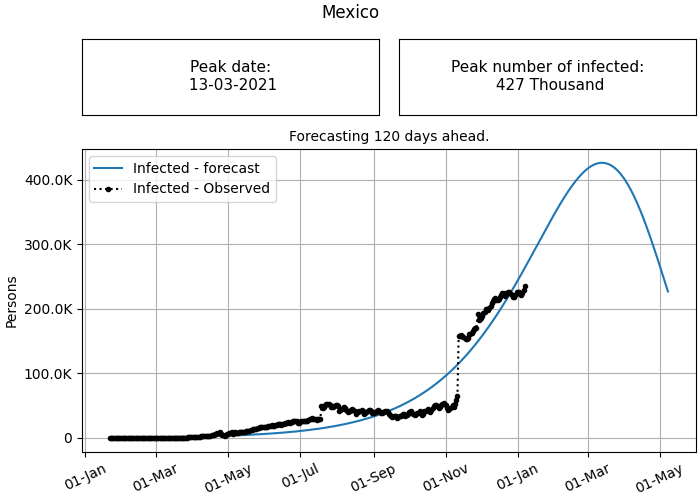 Mexico
Peak date:
13-03-2021
Peak number of infected:
427 Thousand
Forecasting 120 days ahead.
Infected - forecast
Infected - Observed
Persons
400.0K
300.0K
200.0K
100.0K
0
01-Jan
01-Mar
01-May
01-Jul
01-Sep
01-Nov
01-Jan
01-Mar
01-May